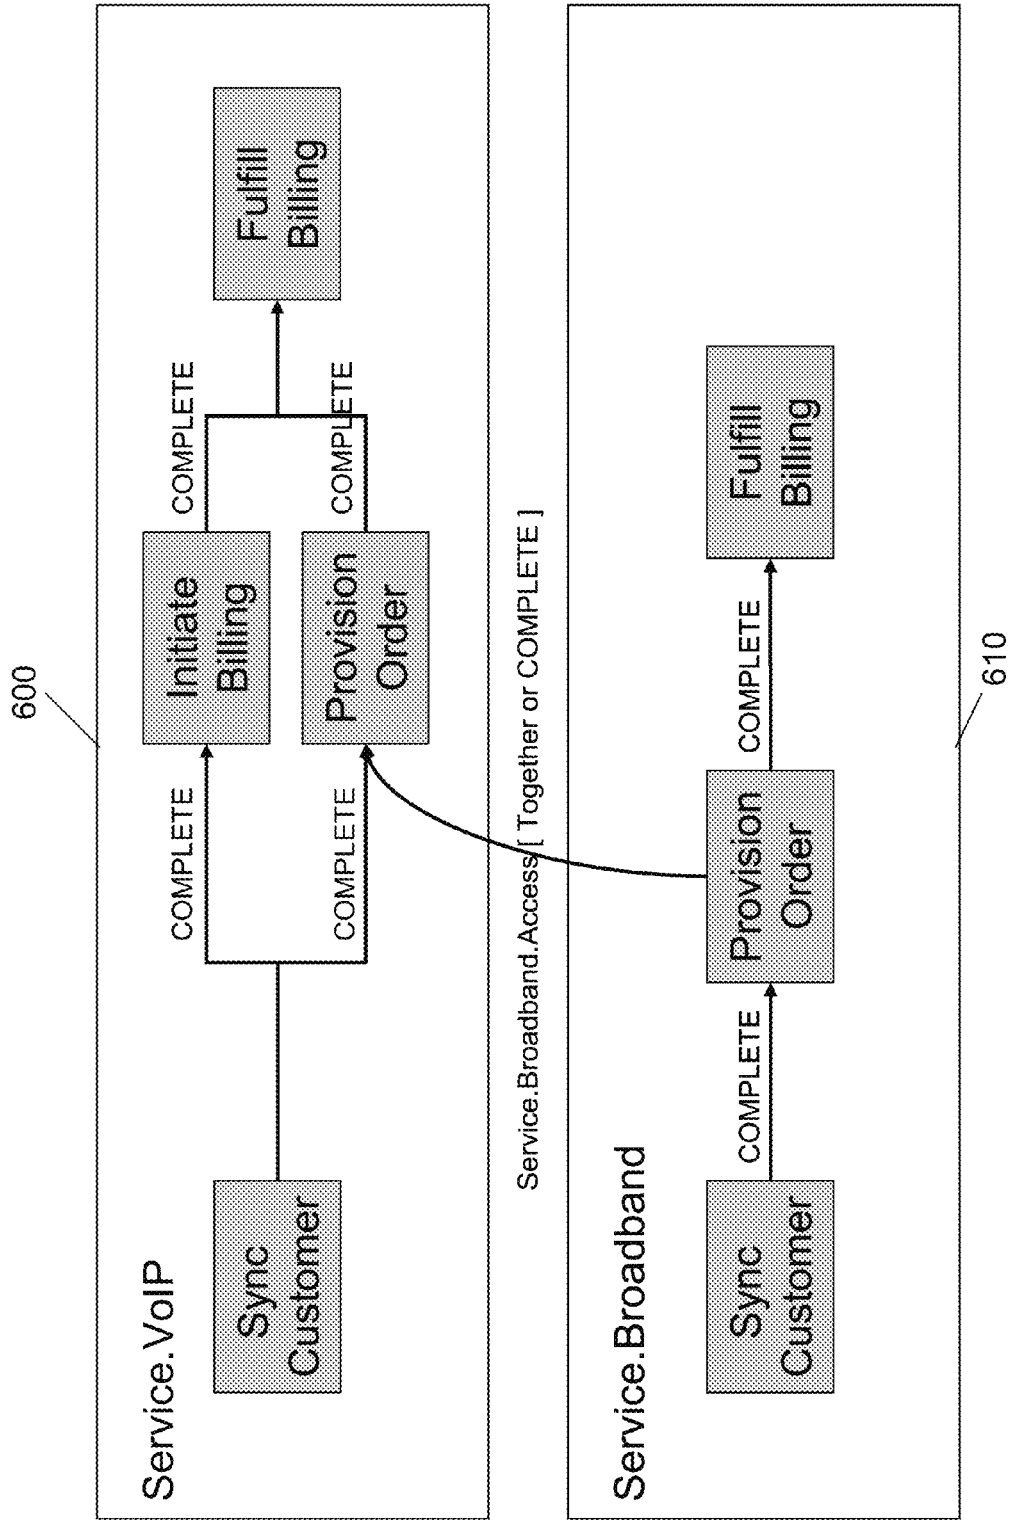 600
Service.VoIP
Sync
Customer
COMPLETE
COMPLETE
Initiate
Billing
Provision
Order
COMPLETE
COMPLETE
Fulfill
Billing
Service.Broadband.Access [ Together or COMPLETE ]
Service.Broadband
Sync
Customer
COMPLETE
Provision
Order
COMPLETE
Fulfill
Billing
610